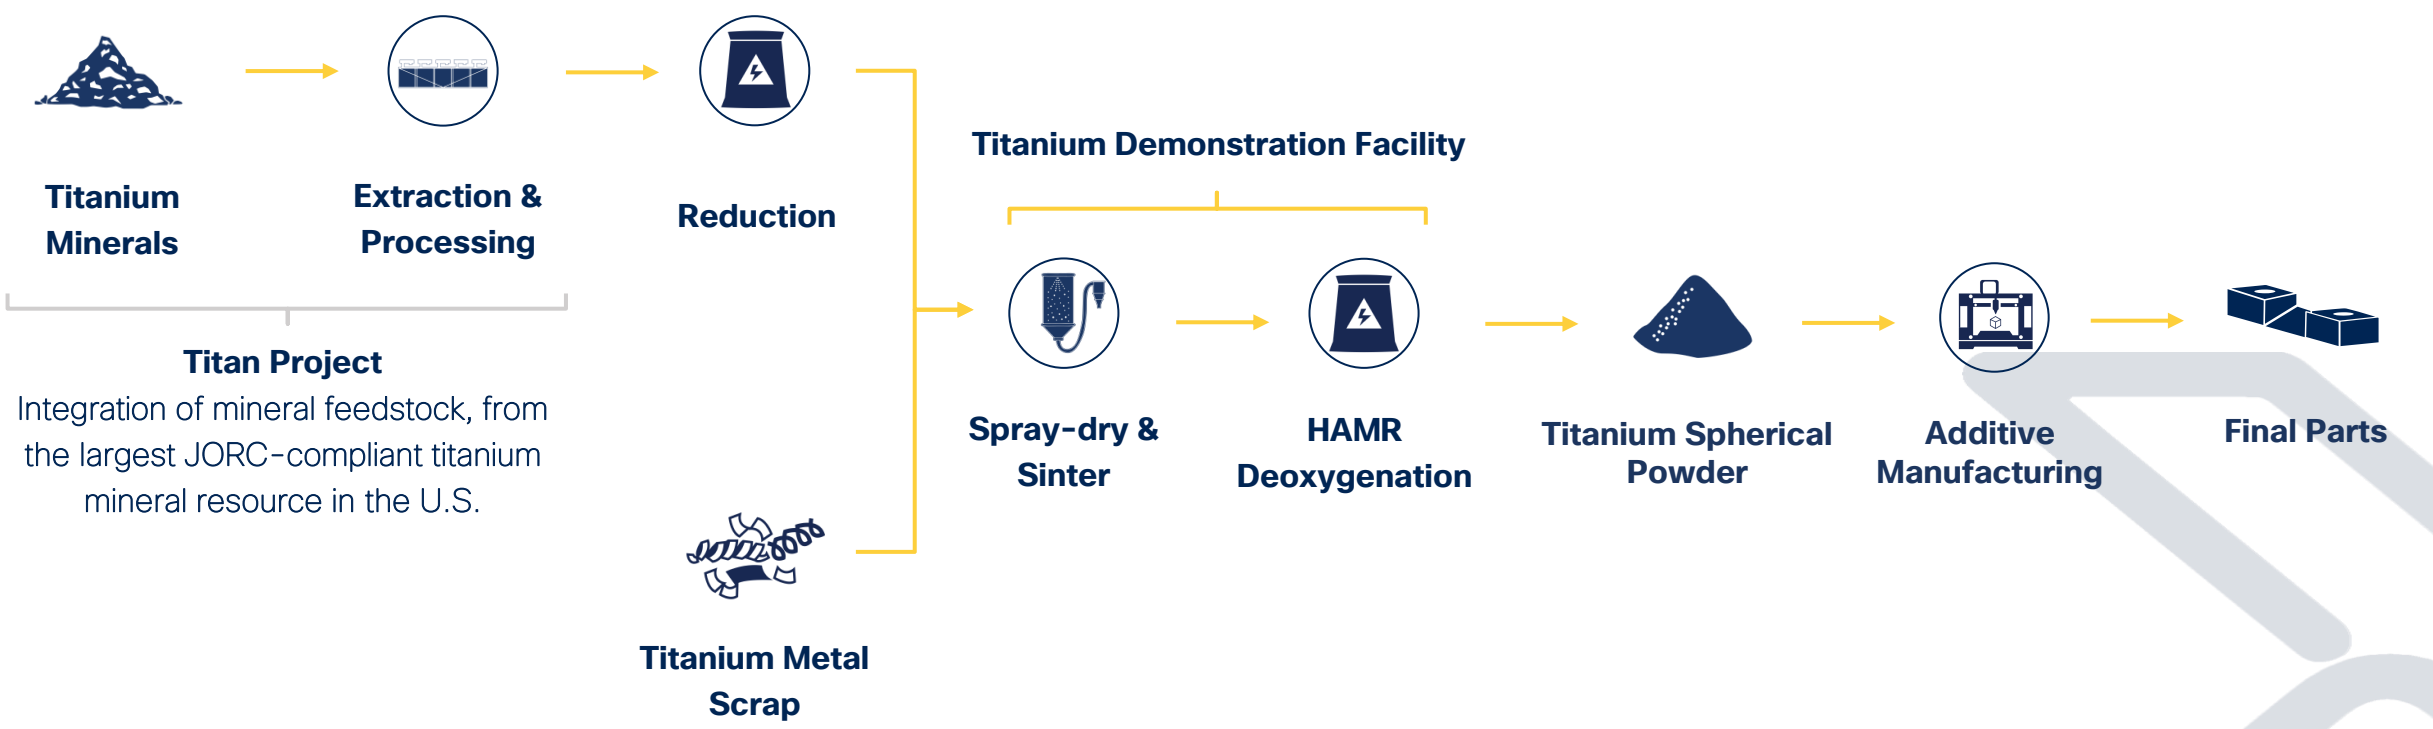 Titanium
Minerals
Extraction &
Processing
Reduction
Titan Project
Integration of mineral feedstock, from
the largest JORC-compliant titanium
mineral resource in the U.S.
Titanium Metal
Scrap
Titanium Demonstration Facility
Spray-dry &
Sinter
HAMR
Deoxygenation
Titanium Spherical
Powder
Additive
Manufacturing
Final Parts